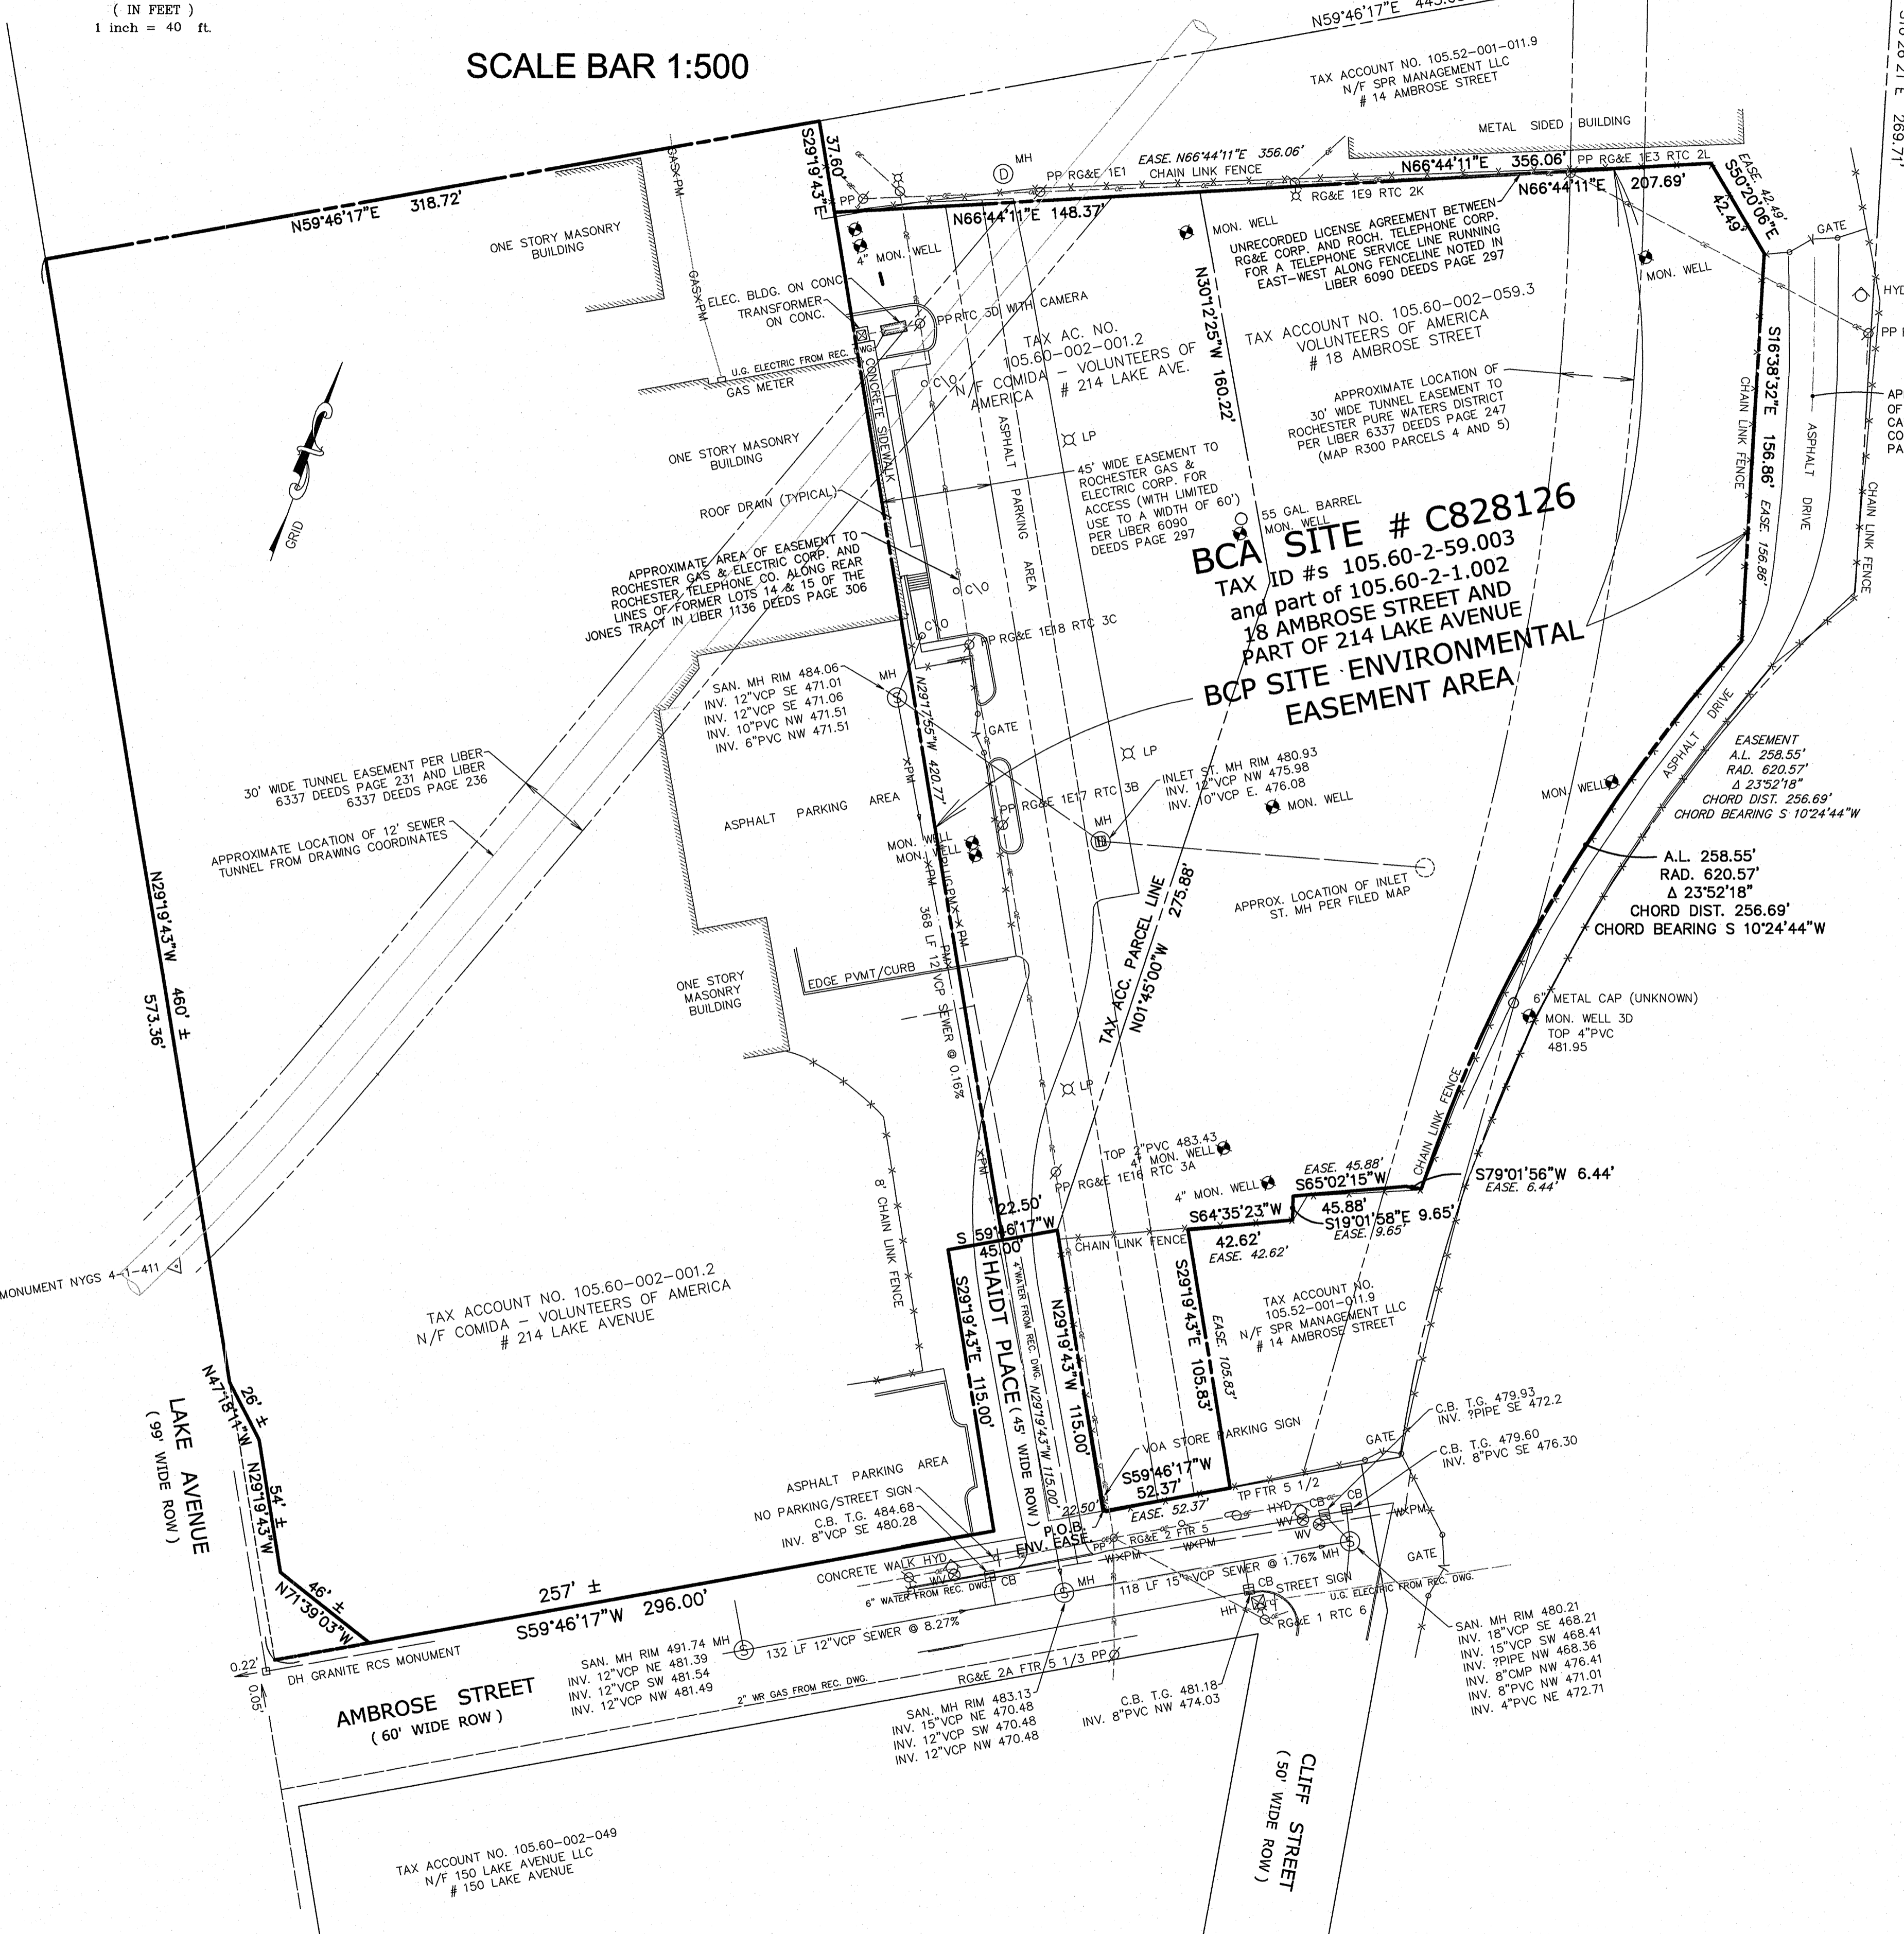 ( IN FEET )
1 inch = 40 ft.
SCALE BAR 1:500
TAX ACCOUNT NO. 105.52-001-011.9
N/F SPR MANAGEMENT LLC
# 14 AMBROSE STREET
METAL SIDED BUILDING
N59°46'17"E 318.72'
S29°19'43"E
37.60'
MH
D
PP RG&E 1E1
EASE. N66°44'11"E 356.06'
CHAIN LINK FENCE
N66°44'11"E 356.06'
PP RG&E 1E3 RTC 2L
RG&E 1E9 RTC 2K
N66°44'11"E 207.69'
PP
N66°44'11"E 148.37'
EASE. 42.49'
S50°20'06"E
42.49'
GATE
ONE STORY MASONRY
BUILDING
GAS
PM
GAS
PM
4" MON. WELL
MON. WELL
UNRECORDED LICENSE AGREEMENT BETWEEN
RG&E CORP. AND ROCH. TELEPHONE CORP.
FOR A TELEPHONE SERVICE LINE RUNNING
EAST-WEST ALONG FENCELINE NOTED IN
LIBER 6090 DEEDS PAGE 297
MON. WELL
ELEC. BLDG. ON CONC.
TRANSFORMER
ON CONC.
PP RTC 3D WITH CAMERA
U.G. ELECTRIC FROM REC. DWG.
GAS METER
TAX AC. NO.
105.60-002-001.2
N/F COMIDA - VOLUNTEERS OF
AMERICA # 214 LAKE AVE.
N30°12'25"W 160.22'
TAX ACCOUNT NO. 105.60-002-059.3
VOLUNTEERS OF AMERICA
# 18 AMBROSE STREET
APPROXIMATE LOCATION OF
30' WIDE TUNNEL EASEMENT TO
ROCHESTER PURE WATERS DISTRICT
PER LIBER 6337 DEEDS PAGE 247
(MAP R300 PARCELS 4 AND 5)
S16°38'32"E 156.86'
EASE. 156.86'
CHAIN LINK FENCE
ASPHALT DRIVE
CHAIN LINK FENCE
CONCRETE SIDEWALK
C\O
ONE STORY MASONRY
BUILDING
ROOF DRAIN (TYPICAL)
LP
ASPHALT PARKING AREA
45' WIDE EASEMENT TO
ROCHESTER GAS &
ELECTRIC CORP. FOR
ACCESS (WITH LIMITED
USE TO A WIDTH OF 60')
PER LIBER 6090
DEEDS PAGE 297
55 GAL. BARREL
MON. WELL
BCA SITE # C828126
TAX ID #s 105.60-2-59.003
and part of 105.60-2-1.002
18 AMBROSE STREET AND
PART OF 214 LAKE AVENUE
BCP SITE ENVIRONMENTAL
EASEMENT AREA
GRID
APPROXIMATE AREA OF EASEMENT TO
ROCHESTER GAS & ELECTRIC CORP. AND
ROCHESTER TELEPHONE CO. ALONG REAR
LINES OF FORMER LOTS 14 & 15 OF THE
JONES TRACT IN LIBER 1136 DEEDS PAGE 306
C\O
C\O
PP RG&E 1E18 RTC 3C
SAN. MH RIM 484.06
INV. 12"VCP SE 471.01
INV. 12"VCP SE 471.06
INV. 10"PVC NW 471.51
INV. 6"PVC NW 471.51
MH
S
N29°17'55"W 420.77'
GATE
LP
30' WIDE TUNNEL EASEMENT PER LIBER
6337 DEEDS PAGE 231 AND LIBER
6337 DEEDS PAGE 236
APPROXIMATE LOCATION OF 12' SEWER
TUNNEL FROM DRAWING COORDINATES
ASPHALT PARKING AREA
PP RG&E 1E17 RTC 3B
INLET ST. MH RIM 480.93
INV. 12"VCP NW 475.98
INV. 10"VCP E. 476.08
MON. WELL
MH
MON. WELL
MON. WELL
MON. WELL
ASPHALT DRIVE
EASEMENT
A.L. 258.55'
RAD. 620.57'
Δ 23°52'18"
CHORD DIST. 256.69'
CHORD BEARING S 10°24'44"W
A.L. 258.55'
RAD. 620.57'
Δ 23°52'18"
CHORD DIST. 256.69'
CHORD BEARING S 10°24'44"W
APPROX. LOCATION OF INLET
ST. MH PER FILED MAP
TAX ACC. PARCEL LINE
N01°45'00"W 275.88'
N29°19'43"W 460' ±
573.36'
368 LF 12"VCP SEWER @ 0.16%
EDGE PVMT/CURB
ONE STORY
MASONRY
BUILDING
6" METAL CAP (UNKNOWN)
MON. WELL 3D
TOP 4"PVC
481.95
LP
CHAIN LINK FENCE
TOP 2"PVC 483.43
4" MON. WELL
PP RG&E 1E16 RTC 3A
4" MON. WELL
EASE. 45.88'
S65°02'15"W
45.88'
S79°01'56"W 6.44'
EASE. 6.44'
S19°01'58"E 9.65'
EASE. 9.65'
S64°35'23"W
42.62'
EASE. 42.62'
22.50'
S 59°46'17"W
45.00'
CHAIN LINK FENCE
8' CHAIN LINK FENCE
MONUMENT NYGS 4-1-411
TAX ACCOUNT NO. 105.60-002-001.2
N/F COMIDA - VOLUNTEERS OF AMERICA
# 214 LAKE AVENUE
S29°19'43"E 115.00'
HAIDT PLACE ( 45' WIDE ROW )
4"WATER FROM REC. DWG.
N29°19'43"W 115.00'
N29°19'43"W 115.00'
S29°19'43"E 105.83'
EASE. 105.83'
TAX ACCOUNT NO.
105.52-001-011.9
N/F SPR MANAGEMENT LLC
# 14 AMBROSE STREET
LAKE AVENUE
( 99' WIDE ROW )
N47°18'11"W
26' ±
N29°19'43"W
54' ±
46' ±
N71°39'03"W
257' ±
S59°46'17"W 296.00'
ASPHALT PARKING AREA
NO PARKING/STREET SIGN
C.B. T.G. 484.68
INV. 8"VCP SE 480.28
VOA STORE PARKING SIGN
S59°46'17"W
52.37'
EASE. 52.37'
22.50'
P.O.B.
ENV. EASE.
TP FTR 5 1/2
GATE
C.B. T.G. 479.93
INV. ?PIPE SE 472.2
C.B. T.G. 479.60
INV. 8"PVC SE 476.30
HYD
CB
CB
WV
WV
CONCRETE WALK
HYD
WV
6" WATER FROM REC. DWG.
CB
MH
PP
RG&E 2 FTR 5
118 LF 15"VCP SEWER @ 1.76%
MH
GATE
CB
STREET SIGN
U.G. ELECTRIC FROM REC. DWG.
HH
RG&E 1 RTC 6
132 LF 12"VCP SEWER @ 8.27%
0.22'
0.05'
DH GRANITE RCS MONUMENT
AMBROSE STREET
( 60' WIDE ROW )
SAN. MH RIM 491.74
INV. 12"VCP NE 481.39
INV. 12"VCP SW 481.54
INV. 12"VCP NW 481.49
MH
2" WR GAS FROM REC. DWG.
RG&E 2A FTR 5 1/3 PP
SAN. MH RIM 483.13
INV. 15"VCP NE 470.48
INV. 12"VCP SW 470.48
INV. 12"VCP NW 470.48
C.B. T.G. 481.18
INV. 8"PVC NW 474.03
SAN. MH RIM 480.21
INV. 18"VCP SE 468.21
INV. 15"VCP SW 468.41
INV. ?PIPE NW 468.36
INV. 8"CMP NW 476.41
INV. 8"PVC NW 471.01
INV. 4"PVC NE 472.71
CLIFF STREET
( 50' WIDE ROW )
TAX ACCOUNT NO. 105.60-002-049
N/F 150 LAKE AVENUE LLC
# 150 LAKE AVENUE